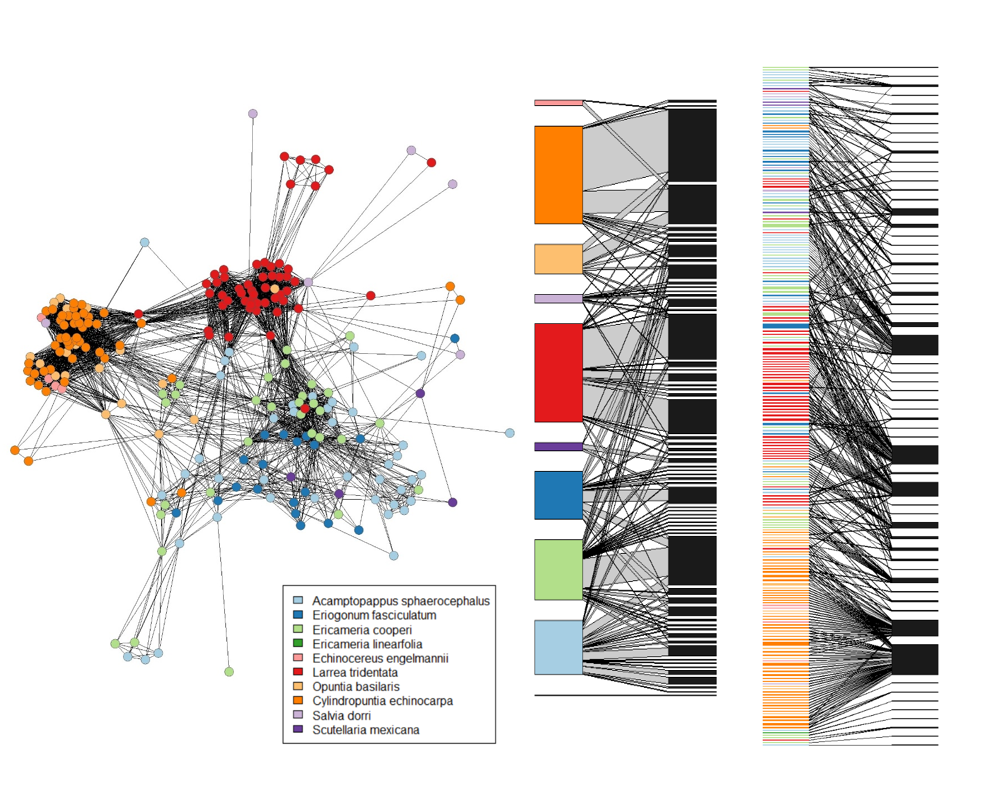 Acamptopappus sphaerocephalus
Eriogonum fasciculatum
Ericameria cooperi
Ericameria linearfolia
Echinocereus engelmannii
Larrea tridentata
Opuntia basilaris
Cylindropuntia echinocarpa
Salvia dorri
Scutellaria mexicana